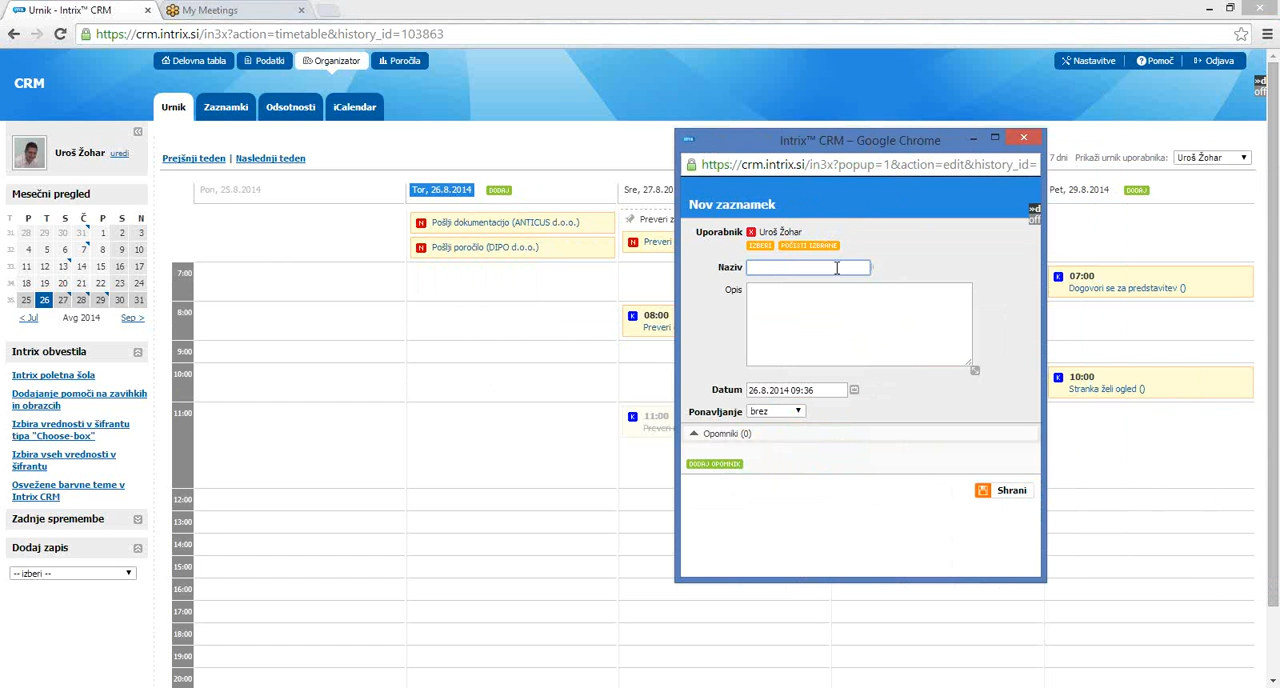 Urnik - Intrix™ CRM
My Meetings
https://crm.intrix.si/in3x?action=timetable&history_id=103863
Delovna tabla
Podatki
Organizator
Poročila
Nastavitve
Pomoč
Odjava
CRM
»d
off
Urnik
Zaznamki
Odsotnosti
iCalendar
Uroš Žohar uredi
Prejšnji teden | Naslednji teden
7 dni Prikaži urnik uporabnika: Uroš Žohar
Pon, 25.8.2014
Tor, 26.8.2014 DODAJ
Sre, 27.8.20
Pet, 29.8.2014 DODAJ
N Pošlji dokumentacijo (ANTICUS d.o.o.)
N Pošlji poročilo (DIPO d.o.o.)
Preveri z
N Preveri
7:00
8:00
9:00
10:00
11:00
12:00
13:00
14:00
15:00
16:00
17:00
18:00
19:00
20:00
K 08:00
Preveri
K 11:00
Preveri
K 07:00
Dogovori se za predstavitev ()
K 10:00
Stranka želi ogled ()
Mesečni pregled
T P T S Č P S N
31 28 29 30 31 1 2 3
32 4 5 6 7 8 9 10
33 11 12 13 14 15 16 17
34 18 19 20 21 22 23 24
35 25 26 27 28 29 30 31
< Jul Avg 2014 Sep >
Intrix obvestila
Intrix poletna šola
Dodajanje pomoči na zavihkih
in obrazcih
Izbira vrednosti v šifrantu
tipa "Choose-box"
Izbira vseh vrednosti v
šifrantu
Osvežene barvne teme v
Intrix CRM
Zadnje spremembe
Dodaj zapis
-- izberi --
Intrix™ CRM – Google Chrome
https://crm.intrix.si/in3x?popup=1&action=edit&history_id=
Nov zaznamek
»d
off
Uporabnik X Uroš Žohar
IZBERI POČISTI IZBRANE
Naziv
Opis
Datum 26.8.2014 09:36
Ponavljanje brez
Opomniki (0)
DODAJ OPOMNIK
Shrani